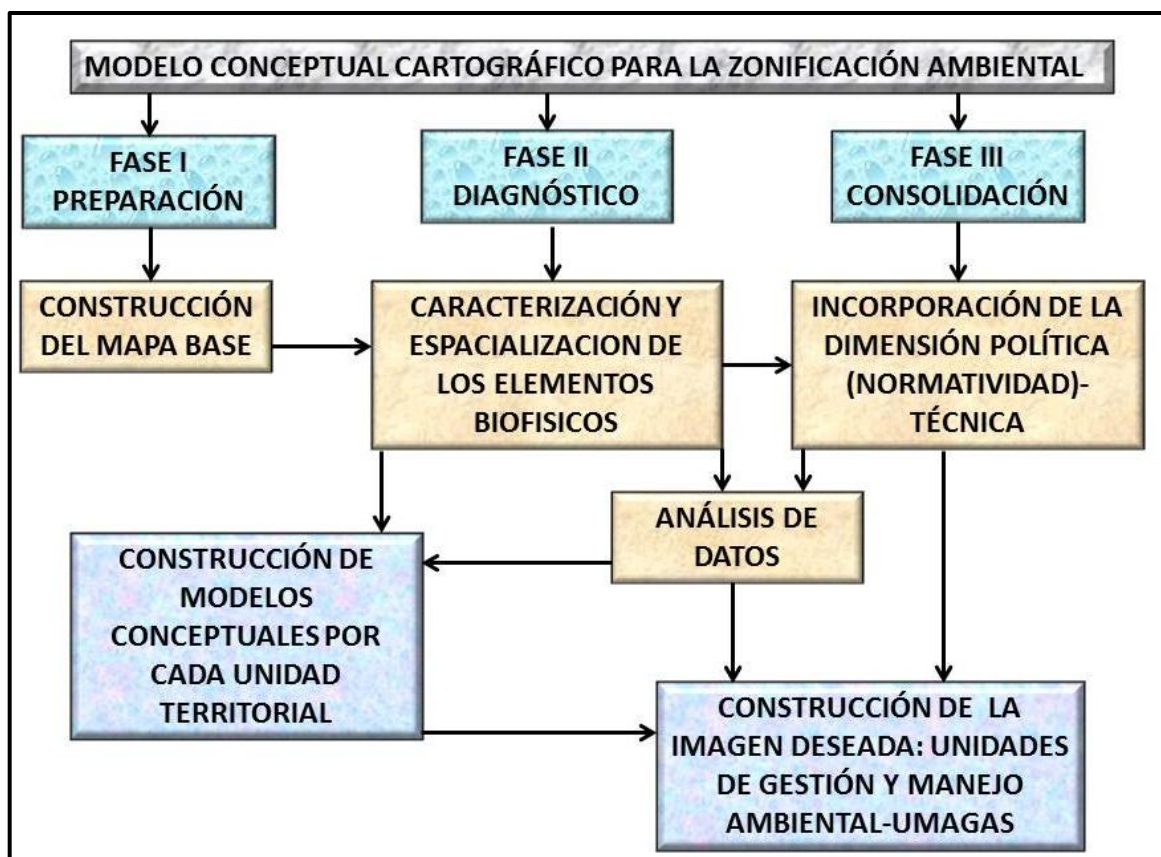 MODELO CONCEPTUAL CARTOGRÁFICO PARA LA ZONIFICACIÓN AMBIENTAL
FASE I
PREPARACIÓN
FASE II
DIAGNÓSTICO
FASE III
CONSOLIDACIÓN
CONSTRUCCIÓN
DEL MAPA BASE
CARACTERIZACIÓN Y
ESPACIALIZACION DE
LOS ELEMENTOS
BIOFISICOS
INCORPORACIÓN DE LA
DIMENSIÓN POLÍTICA
(NORMATIVIDAD)-
TÉCNICA
ANÁLISIS DE
DATOS
CONSTRUCCIÓN DE
MODELOS
CONCEPTUALES POR
CADA UNIDAD
TERRITORIAL
CONSTRUCCIÓN DE LA
IMAGEN DESEADA: UNIDADES
DE GESTIÓN Y MANEJO
AMBIENTAL-UMAGAS